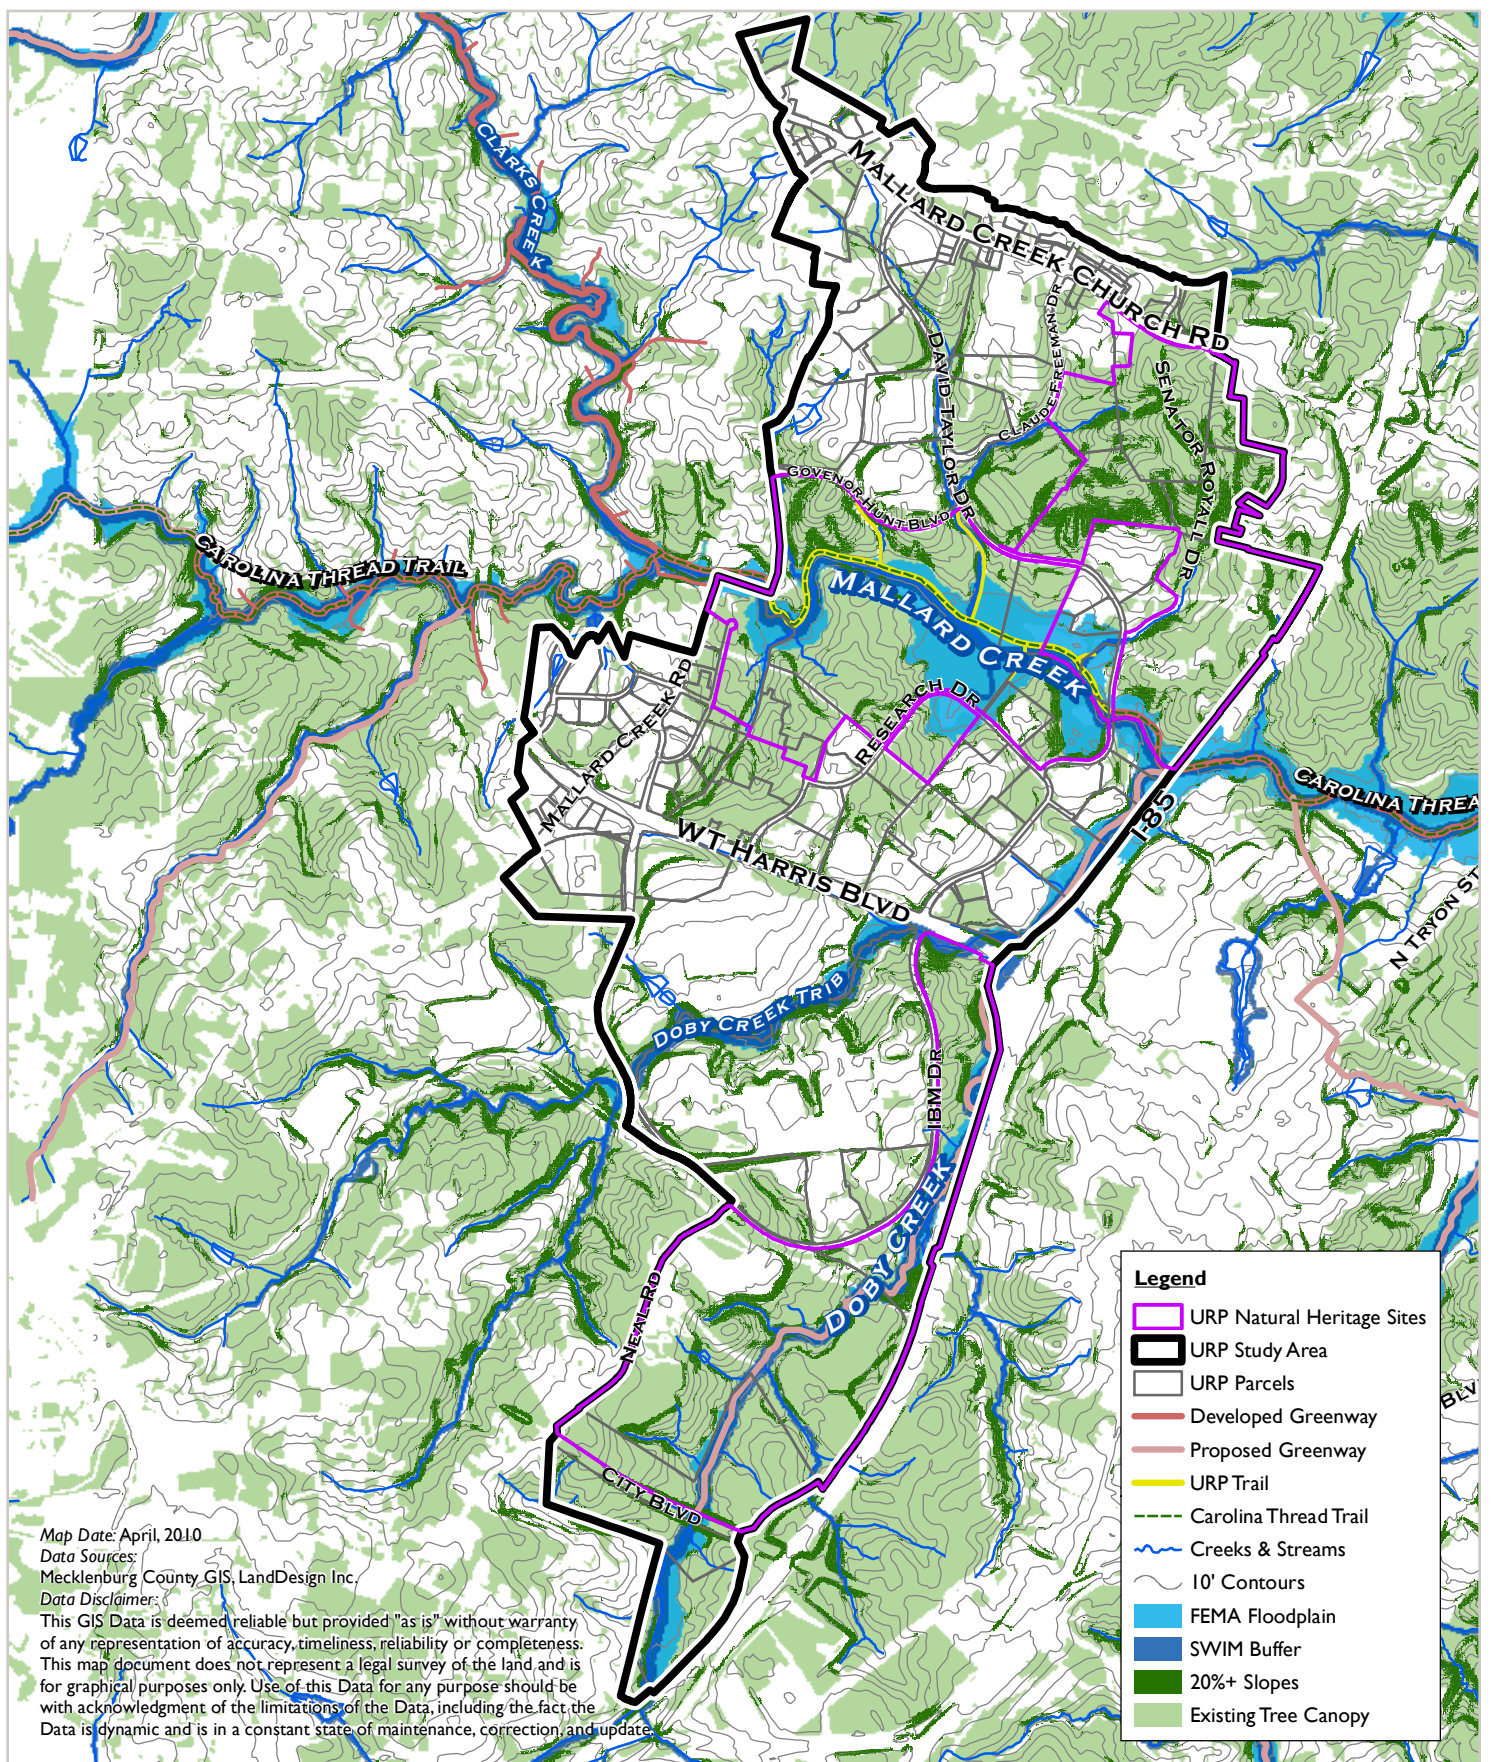 CLARKS CREEK
MALLARD CREEK CHURCH RD
DAVID TAYLOR DR
CLAUDE FREEMAN DR
SENATOR ROYALL DR
GOVENOR HUNT BLVD
CAROLINA THREAD TRAIL
MALLARD CREEK
MALLARD CREEK RD
RESEARCH DR
WT HARRIS BLVD
I-85
CAROLINA THREA
N TRYON ST
DOBY CREEK TRIB
IBM DR
DOBY CREEK
NEAL RD
CITY BLVD
BLV
Legend
URP Natural Heritage Sites
URP Study Area
URP Parcels
Developed Greenway
Proposed Greenway
URP Trail
Carolina Thread Trail
Creeks & Streams
10' Contours
FEMA Floodplain
SWIM Buffer
20%+ Slopes
Existing Tree Canopy
Map Date: April, 2010
Data Sources:
Mecklenburg County GIS, LandDesign Inc.
Data Disclaimer:
This GIS Data is deemed reliable but provided "as is" without warranty
of any representation of accuracy, timeliness, reliability or completeness.
This map document does not represent a legal survey of the land and is
for graphical purposes only. Use of this Data for any purpose should be
with acknowledgment of the limitations of the Data, including the fact the
Data is dynamic and is in a constant state of maintenance, correction, and update.